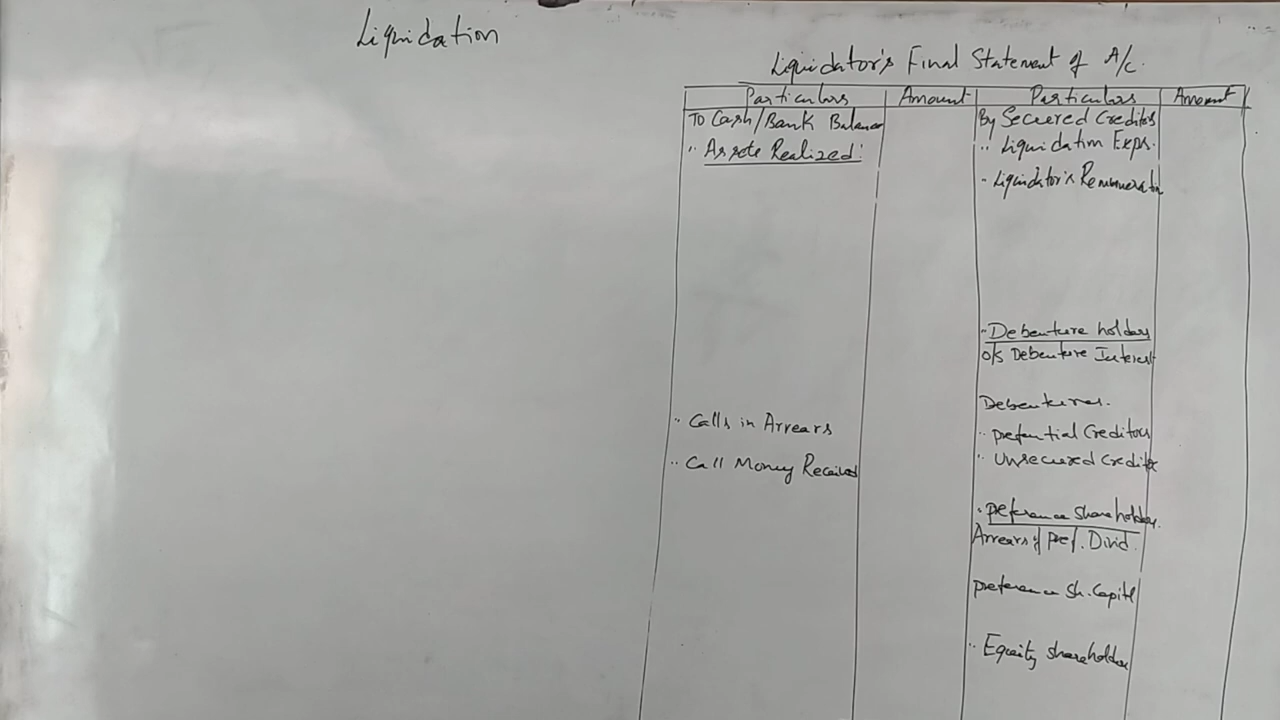 Liquidation
Liquidator's Final Statement of A/c.
Particulars Amount Particulars Amount
To Cash/Bank Balance
" Assets Realized:
" Calls in Arrears
" Call Money Received
By Secured Creditors
" Liquidation Exps.
" Liquidator's Remuneratn
" Debenture holders
o/s Debenture Interest
Debentures.
" prefential Creditors
" Unsecured Creditors
" preference shareholders.
Arrears of Pref. Divid.
preference Sh. Capital
" Equity shareholders